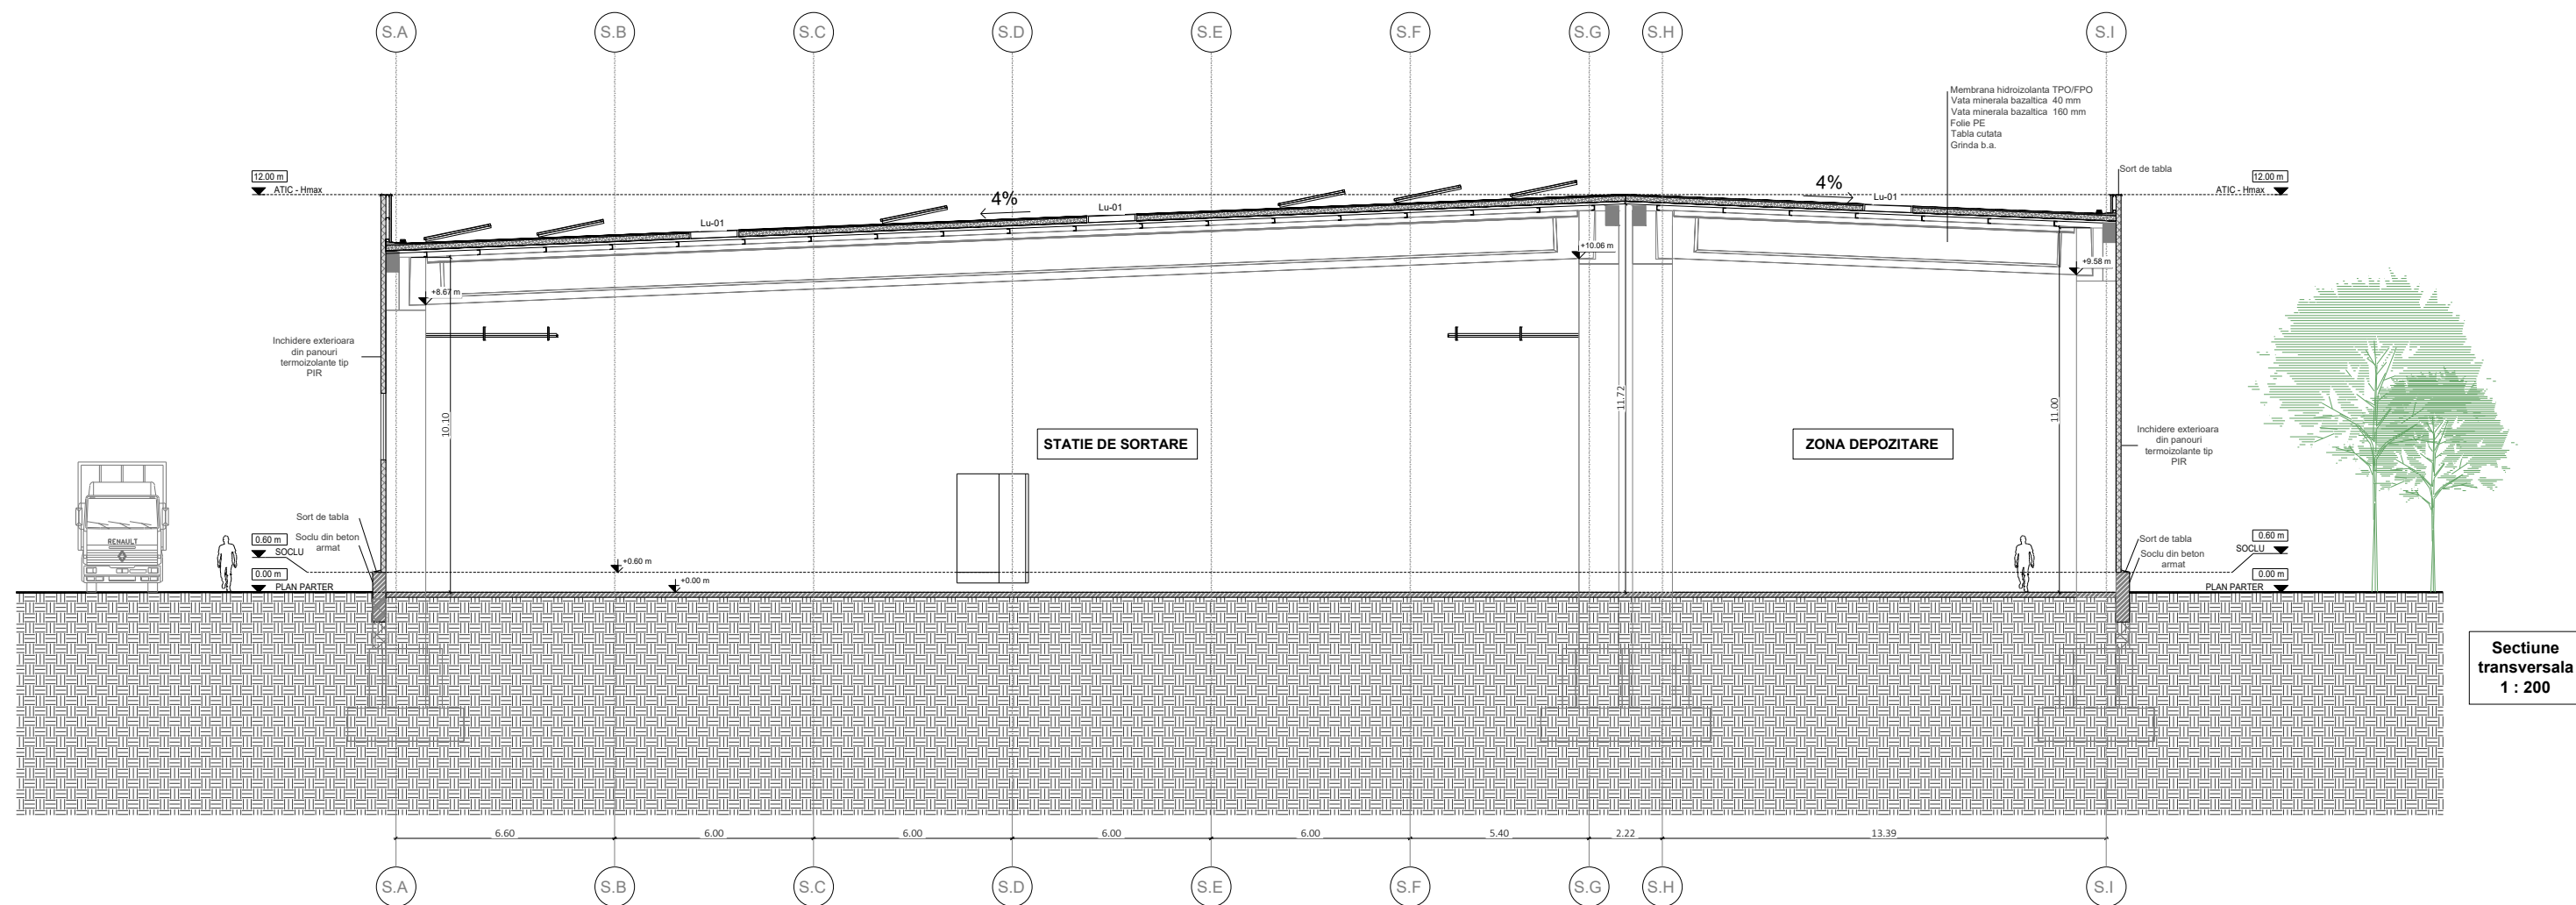 S.A
S.B
S.C
S.D
S.E
S.F
S.G
S.H
S.I
Membrana hidroizolanta TPO/FPO
Vata minerala bazaltica 40 mm
Vata minerala bazaltica 160 mm
Folie PE
Tabla cutata
Grinda b.a.
12.00 m
ATIC - Hmax
4%
4%
Sort de tabla
12.00 m
ATIC - Hmax
Lu-01
Lu-01
Lu-01
+8.67 m
+10.06 m
+9.58 m
Inchidere exterioara
din panouri
termoizolante tip
PIR
10.10
11.72
11.00
STATIE DE SORTARE
ZONA DEPOZITARE
Inchidere exterioara
din panouri
termoizolante tip
PIR
RENAULT
Sort de tabla
Soclu din beton
armat
0.60 m
SOCLU
0.00 m
PLAN PARTER
+0.60 m
+0.00 m
Sort de tabla
Soclu din beton
armat
0.60 m
SOCLU
0.00 m
PLAN PARTER
Sectiune
transversala
1 : 200
6.60
6.00
6.00
6.00
6.00
5.40
2.22
13.39
S.A
S.B
S.C
S.D
S.E
S.F
S.G
S.H
S.I